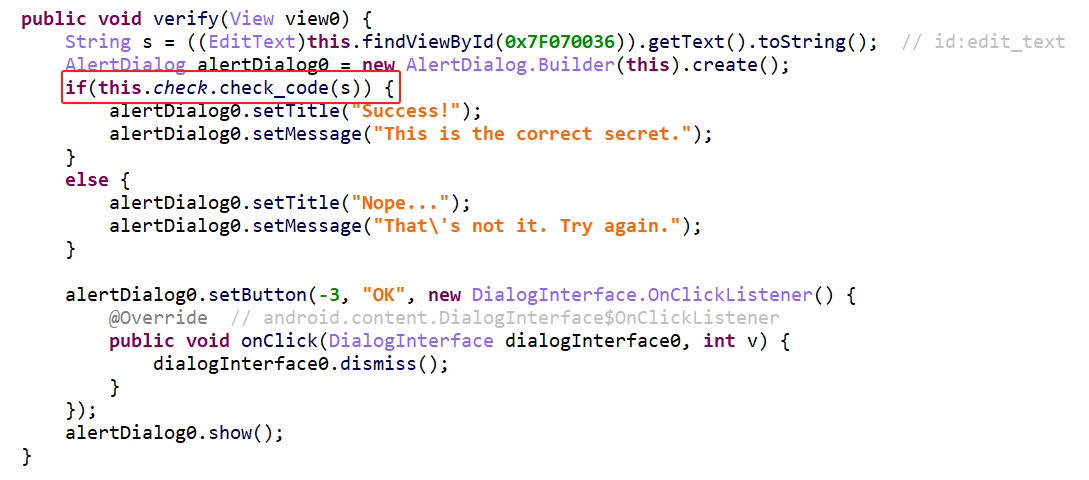 public void verify(View view0) {
    String s = ((EditText)this.findViewById(0x7F070036)).getText().toString();  // id:edit_text
    AlertDialog alertDialog0 = new AlertDialog.Builder(this).create();
    if(this.check.check_code(s)) {
        alertDialog0.setTitle("Success!");
        alertDialog0.setMessage("This is the correct secret.");
    }
    else {
        alertDialog0.setTitle("Nope...");
        alertDialog0.setMessage("That\'s not it. Try again.");
    }

    alertDialog0.setButton(-3, "OK", new DialogInterface.OnClickListener() {
        @Override  // android.content.DialogInterface$OnClickListener
        public void onClick(DialogInterface dialogInterface0, int v) {
            dialogInterface0.dismiss();
        }
    });
    alertDialog0.show();
}